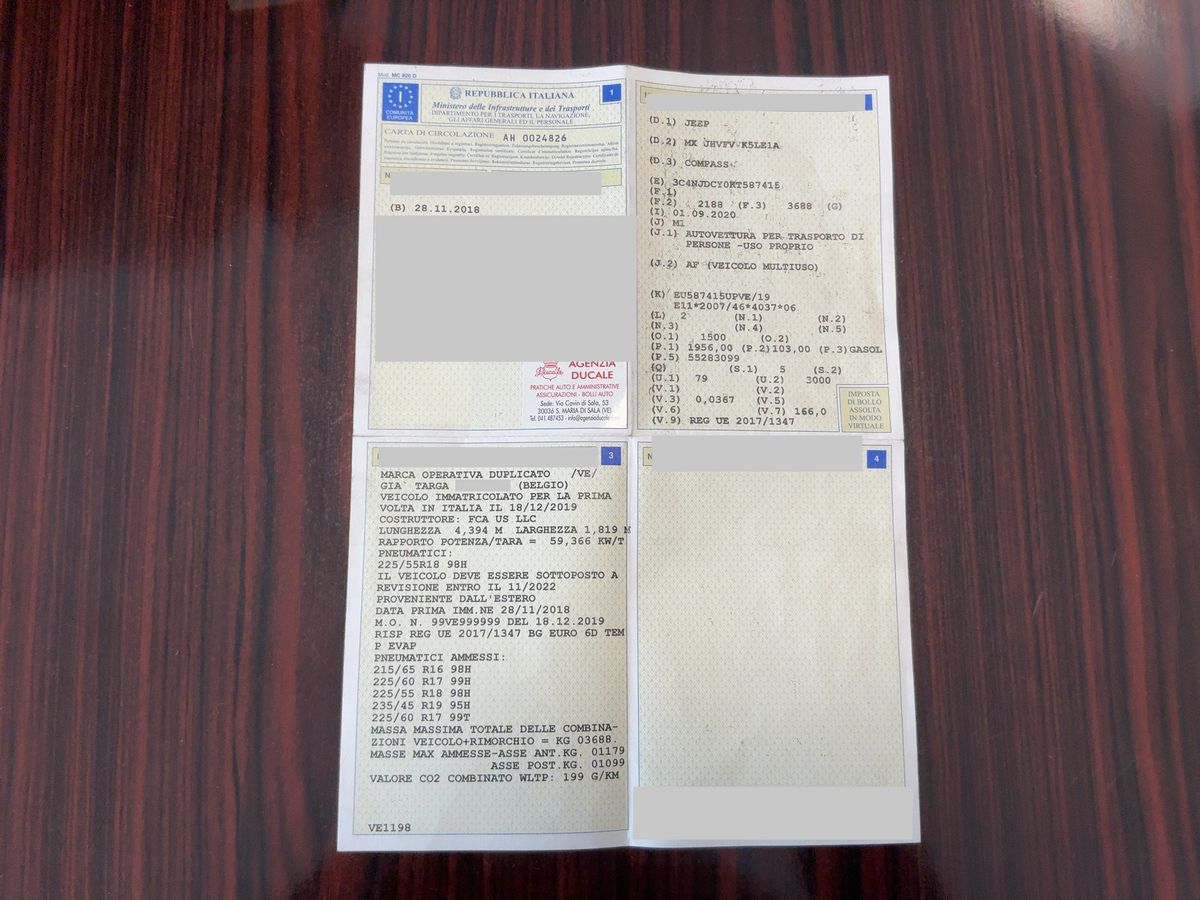 Mod. MC 820 D
1
I
COMUNITÀ
EUROPEA
REPUBBLICA ITALIANA
Ministero delle Infrastrutture e dei Trasporti
DIPARTIMENTO PER I TRASPORTI, LA NAVIGAZIONE,
GLI AFFARI GENERALI ED IL PERSONALE
CARTA DI CIRCOLAZIONE AH 0024826
(B) 28.11.2018
AGENZIA
Ducale DUCALE
PRATICHE AUTO E AMMINISTRATIVE
ASSICURAZIONI - BOLLI AUTO
Sede: Via Cavin di Sala, 53
30036 S. MARIA DI SALA (VE)
Tel. 041.487453 - info@agenziaducale
(D.1) JEEP
(D.2) MX JHVFV K5LE1A
(D.3) COMPASS
(E) 3C4NJDCY0KT587415
(F.1)
(F.2) 2188 (F.3) 3688 (G)
(I) 01.09.2020
(J) M1
(J.1) AUTOVETTURA PER TRASPORTO DI
PERSONE -USO PROPRIO
(J.2) AF (VEICOLO MULTIUSO)
(K) EU587415UPVE/19
E11*2007/46*4037*06
(L) 2 (N.1) (N.2)
(N.3) (N.4) (N.5)
(O.1) 1500 (O.2)
(P.1) 1956,00 (P.2)103,00 (P.3)GASOL
(P.5) 55283099
(Q) (S.1) 5 (S.2)
(U.1) 79 (U.2) 3000
(V.1) (V.2)
(V.3) 0,0367 (V.5)
(V.6) (V.7) 166,0
(V.9) REG UE 2017/1347
IMPOSTA
DI BOLLO
ASSOLTA
IN MODO
VIRTUALE
3
MARCA OPERATIVA DUPLICATO /VE/
GIA` TARGA (BELGIO)
VEICOLO IMMATRICOLATO PER LA PRIMA
VOLTA IN ITALIA IL 18/12/2019
COSTRUTTORE: FCA US LLC
LUNGHEZZA 4,394 M LARGHEZZA 1,819 M
RAPPORTO POTENZA/TARA = 59,366 KW/T
PNEUMATICI:
225/55R18 98H
IL VEICOLO DEVE ESSERE SOTTOPOSTO A
REVISIONE ENTRO IL 11/2022
PROVENIENTE DALL'ESTERO
DATA PRIMA IMM.NE 28/11/2018
M.O. N. 99VE999999 DEL 18.12.2019
RISP REG UE 2017/1347 BG EURO 6D TEM
P EVAP
PNEUMATICI AMMESSI:
215/65 R16 98H
225/60 R17 99H
225/55 R18 98H
235/45 R19 95H
225/60 R17 99T
MASSA MASSIMA TOTALE DELLE COMBINA-
ZIONI VEICOLO+RIMORCHIO = KG 03688.
MASSE MAX AMMESSE-ASSE ANT.KG. 01179
ASSE POST.KG. 01099
VALORE CO2 COMBINATO WLTP: 199 G/KM
VE1198
N
4